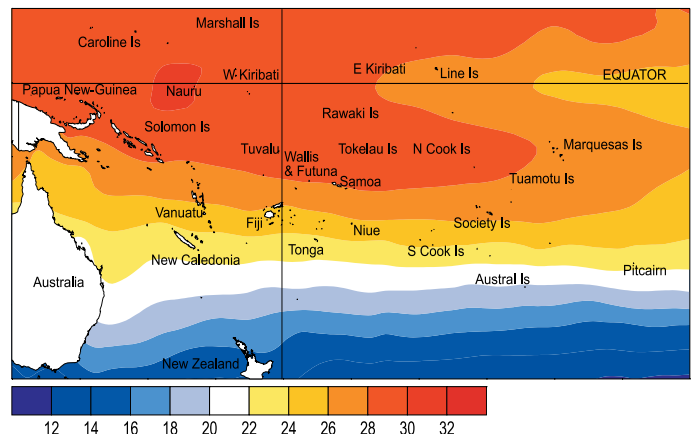 Marshall Is
Caroline Is
W Kiribati
E Kiribati
Line Is
EQUATOR
Papua New-Guinea
Nauru
Rawaki Is
Solomon Is
Tuvalu
Wallis
& Futuna
Tokelau Is
N Cook Is
Marquesas Is
Samoa
Tuamotu Is
Vanuatu
Fiji
Niue
Society Is
New Caledonia
Tonga
S Cook Is
Australia
Austral Is
Pitcairn
New Zealand
12 14 16 18 20 22 24 26 28 30 32